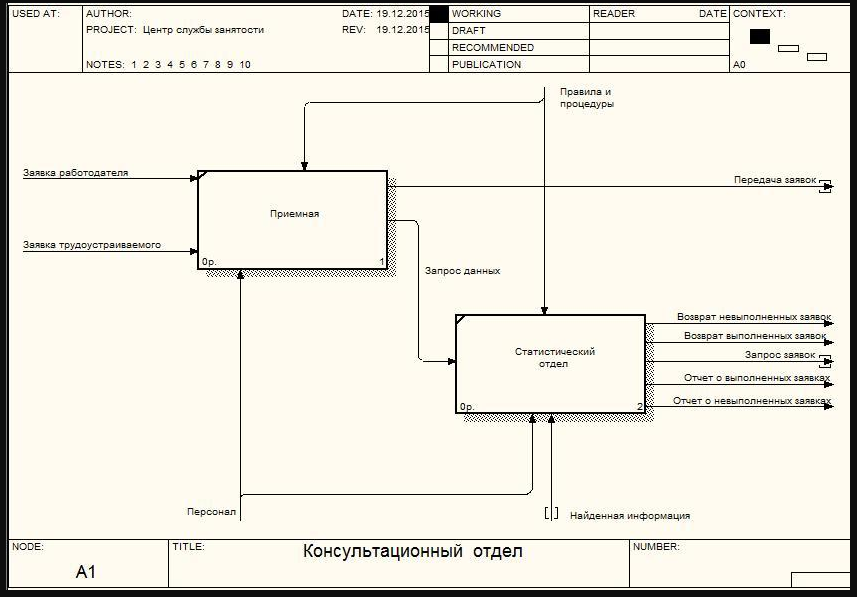 USED AT:
AUTHOR:
DATE: 19.12.2015
WORKING
READER
DATE
CONTEXT:
PROJECT: Центр службы занятости
REV: 19.12.2015
DRAFT
RECOMMENDED
NOTES: 1 2 3 4 5 6 7 8 9 10
PUBLICATION
A0
Правила и
процедуры
Заявка работодателя
Передача заявок
Приемная
Заявка трудоустраиваемого
0р.
1
Запрос данных
Возврат невыполненных заявок
Возврат выполненных заявок
Статистический
отдел
Запрос заявок
Отчет о выполненных заявках
Отчет о невыполненных заявках
0р.
2
Персонал
Найденная информация
NODE:
TITLE:
Консультационный отдел
NUMBER:
A1